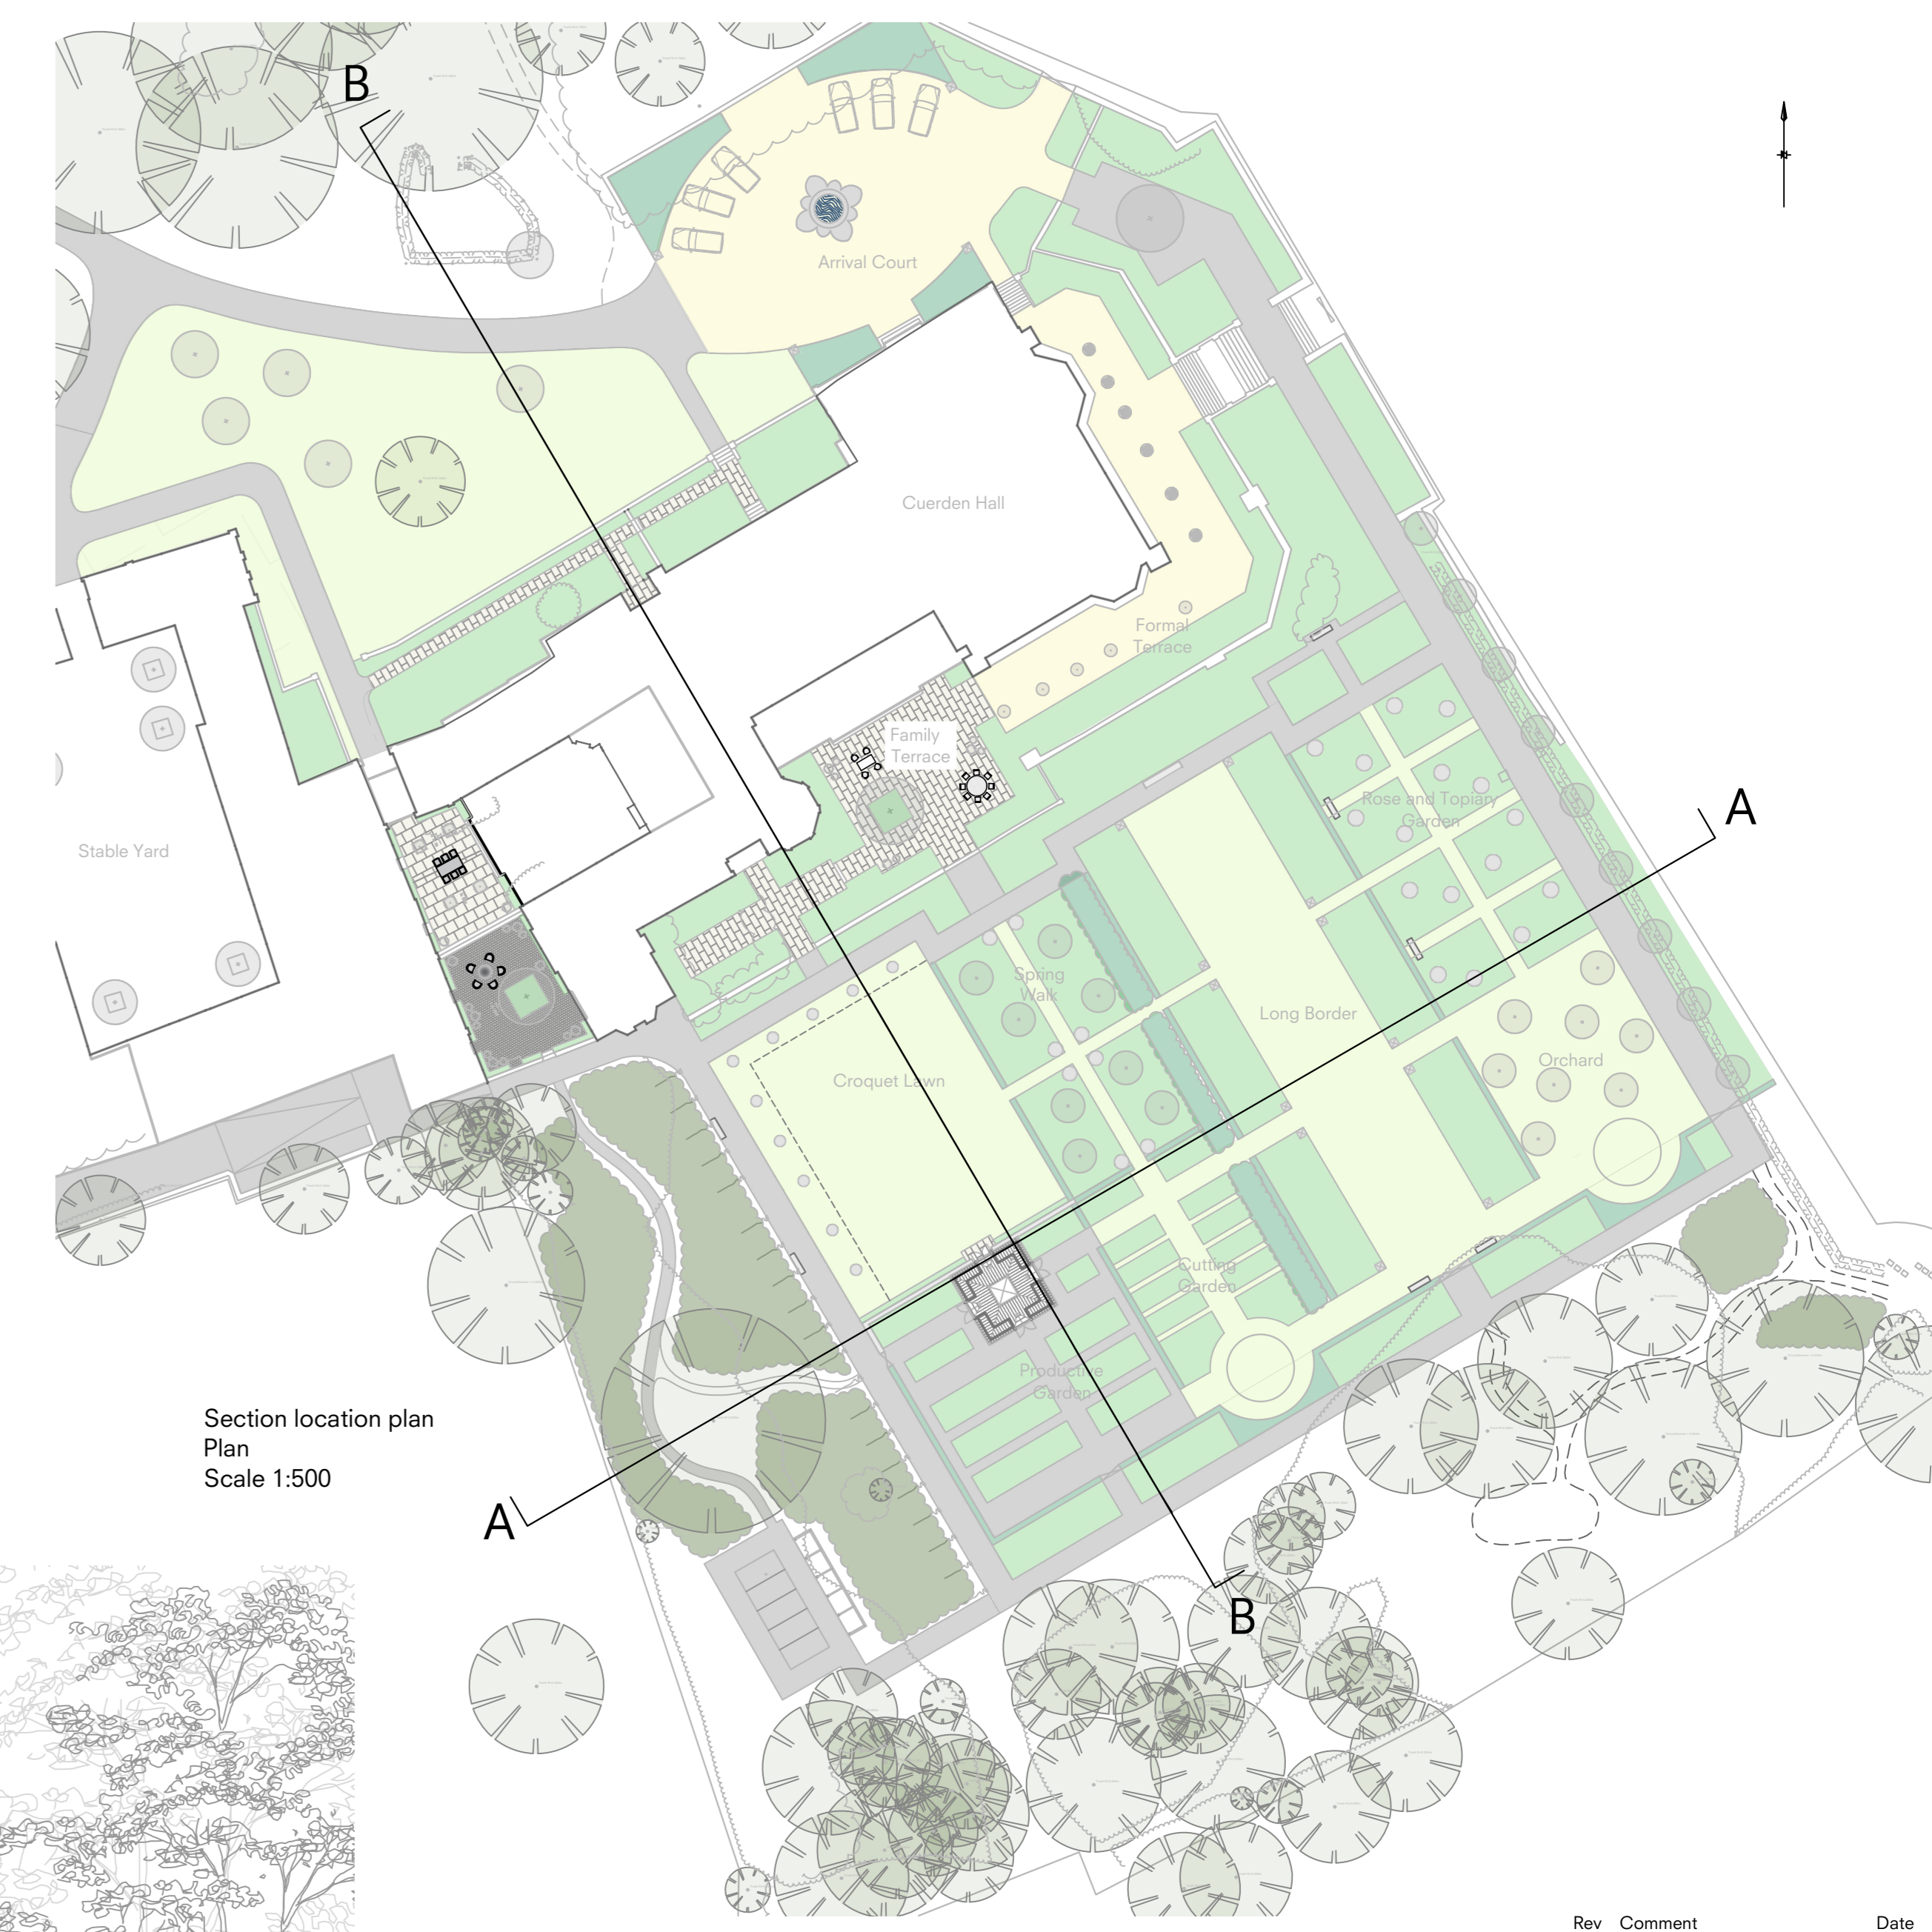 B
Arrival Court
Cuerden Hall
Formal
Terrace
Family
Terrace
Rose and Topiary
Garden
A
Stable Yard
Spring
Walk
Long Border
Croquet Lawn
Orchard
Cutting
Garden
Productive
Garden
Section location plan
Plan
Scale 1:500
A
B
Rev Comment Date